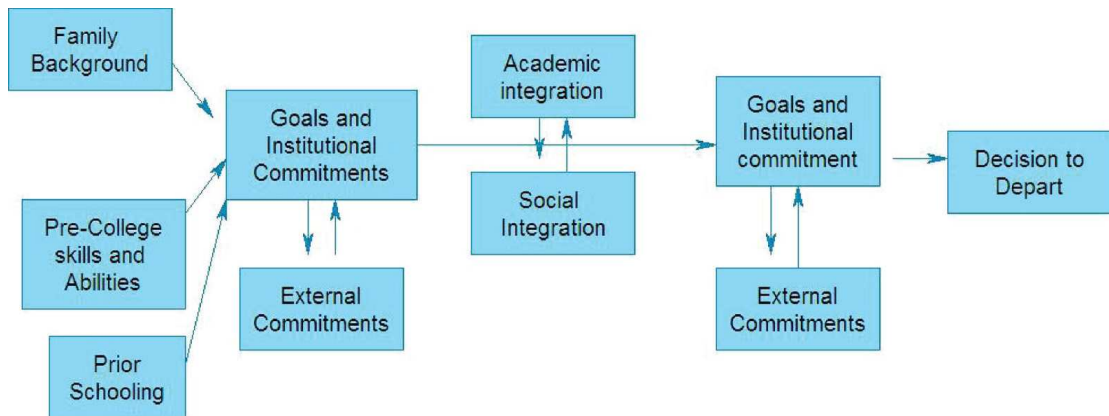 Family
Background
Goals and
Institutional
Commitments
Pre-College
skills and
Abilities
Prior
Schooling
External
Commitments
Academic
integration
Social
Integration
Goals and
Institutional
commitment
External
Commitments
Decision to
Depart